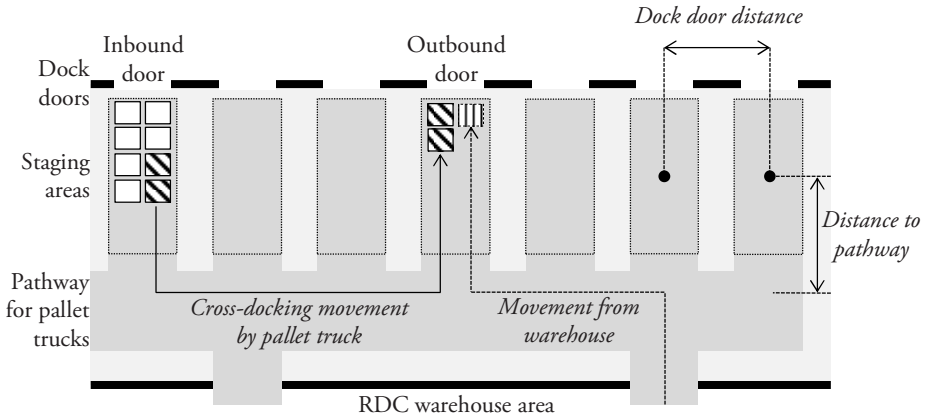 Dock door distance
Inbound
door
Outbound
door
Dock
doors
Staging
areas
Distance to
pathway
Pathway
for pallet
trucks
Cross-docking movement
by pallet truck
Movement from
warehouse
RDC warehouse area